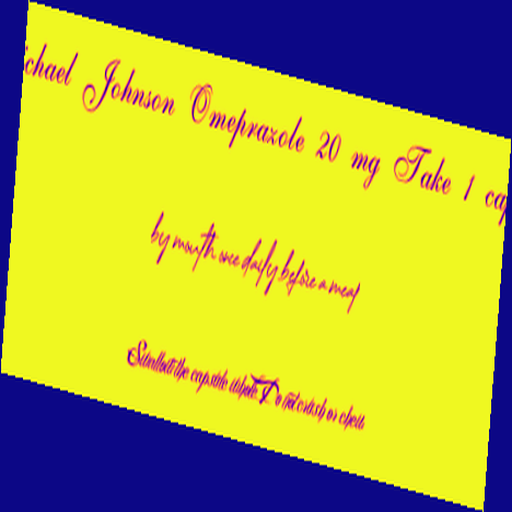 chael Johnson Omeprazole 20 mg Take 1 cap
by mouth once daily before a meal
Swallow the capsule whole. Do not crush or chew